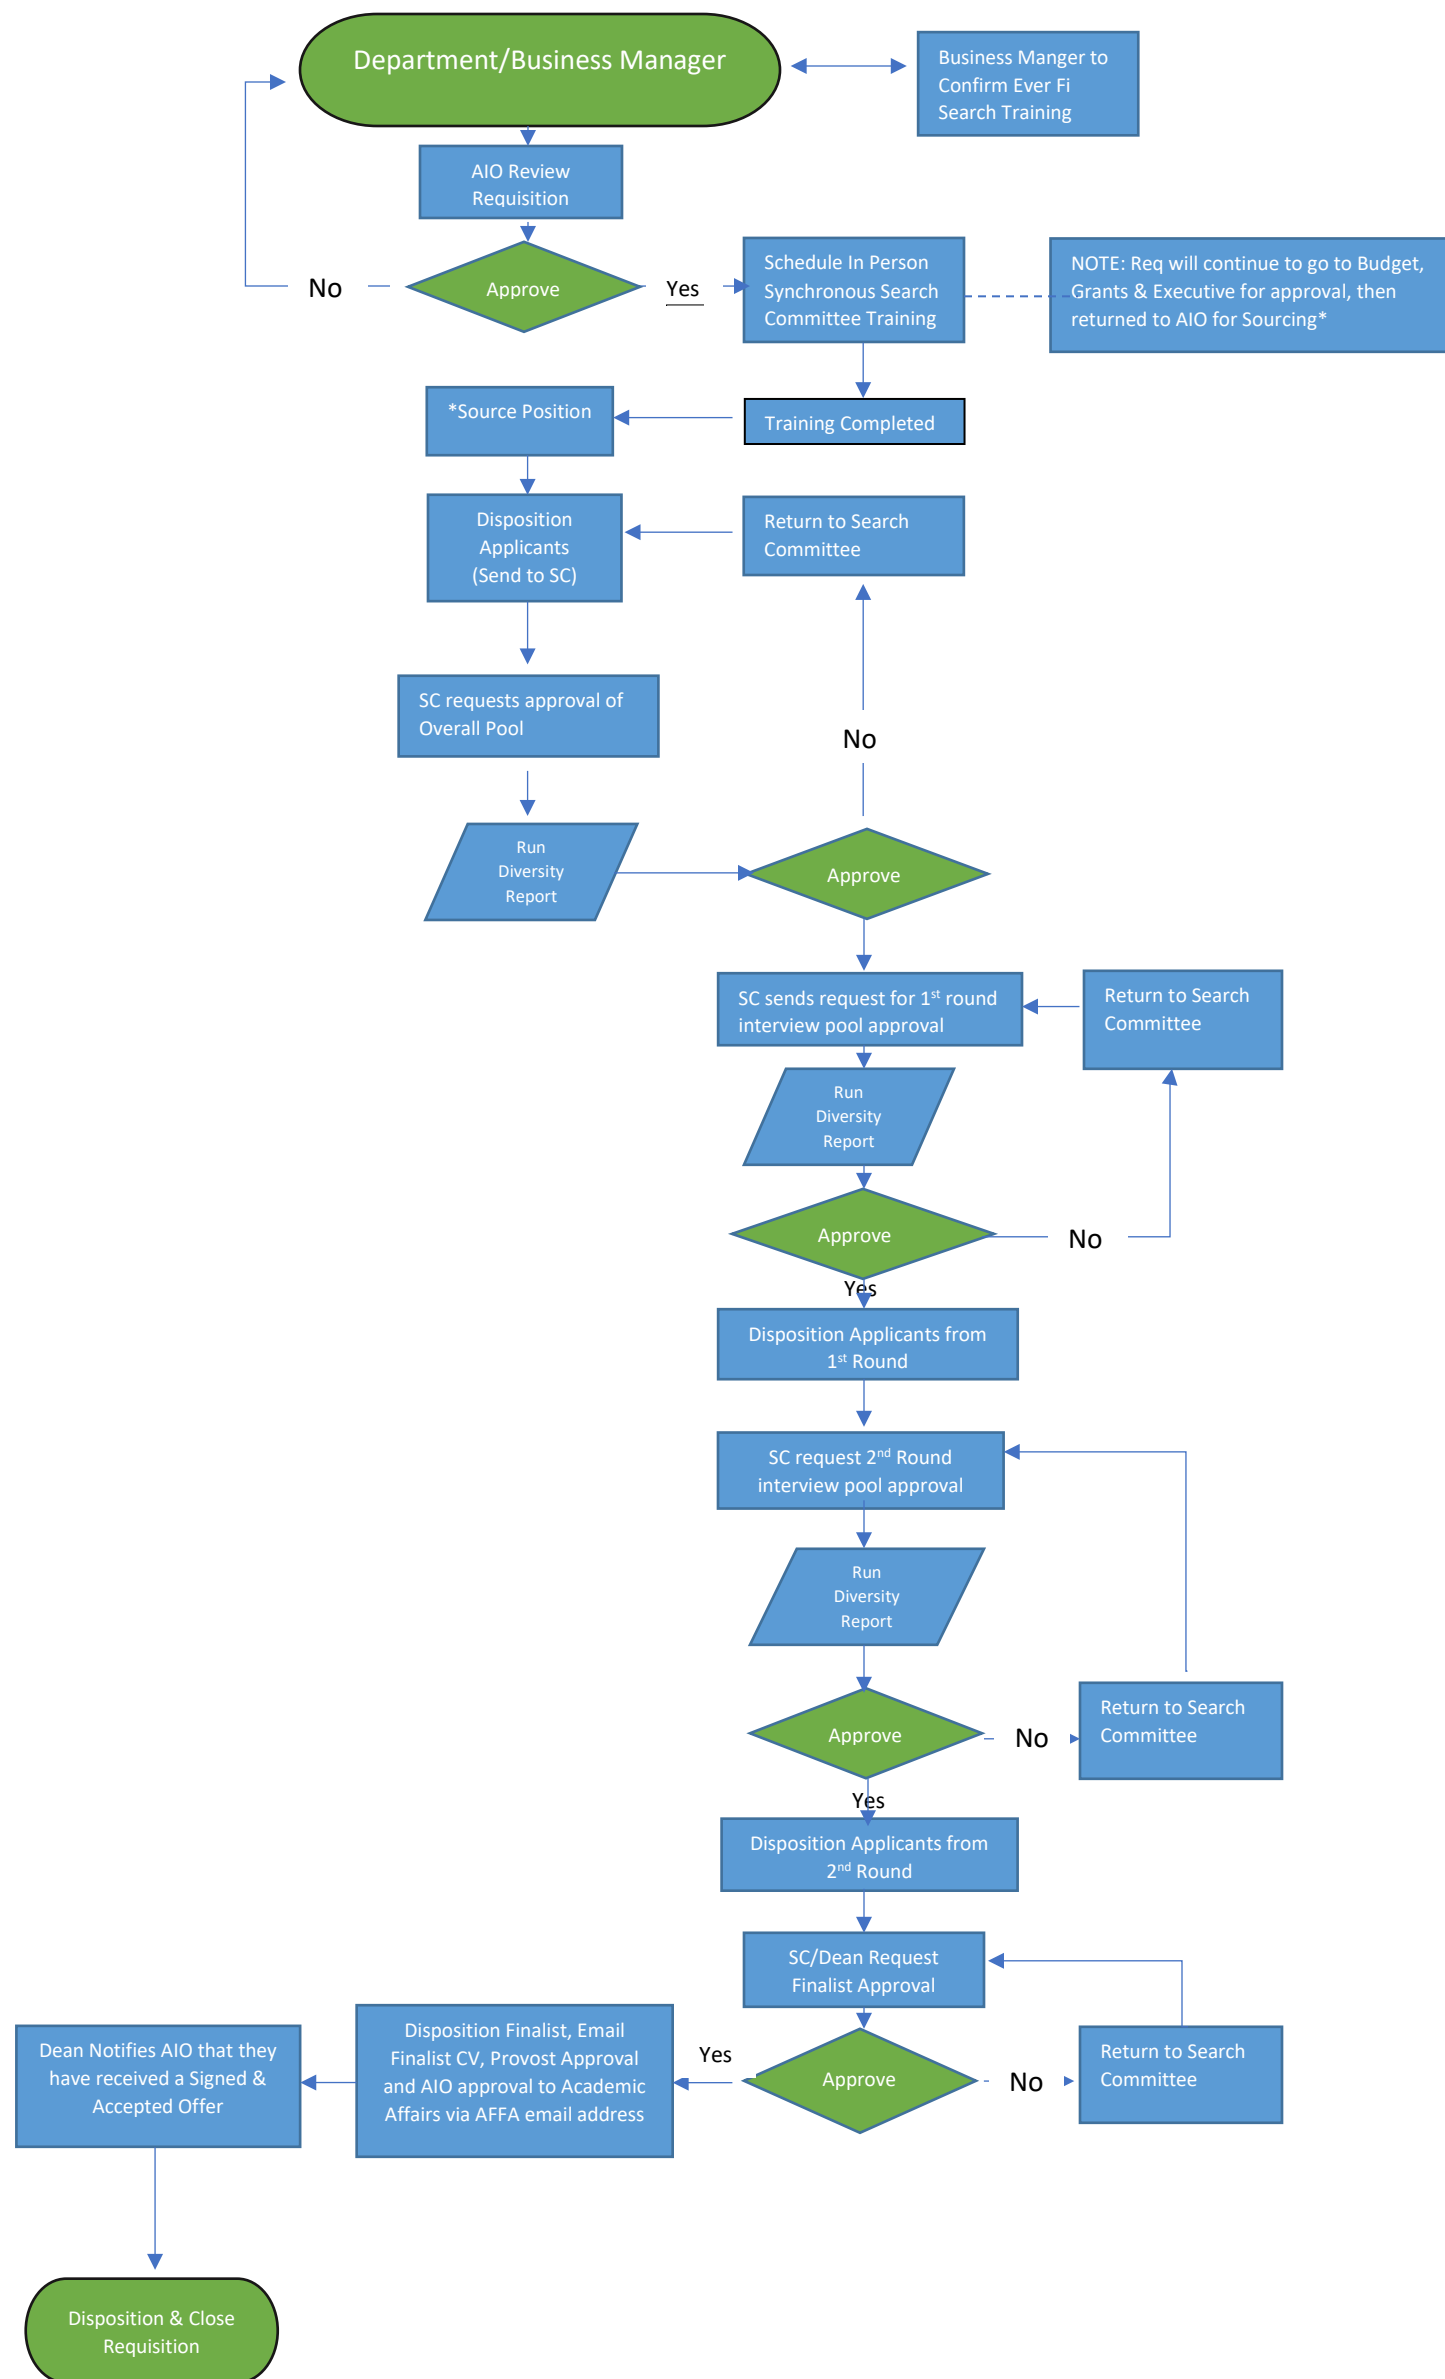 Department/Business Manager
Business Manger to
Confirm Ever Fi
Search Training
AIO Review
Requisition
No
Approve
Yes
Schedule In Person
Synchronous Search
Committee Training
NOTE: Req will continue to go to Budget,
Grants & Executive for approval, then
returned to AIO for Sourcing*
*Source Position
Training Completed
Disposition
Applicants
(Send to SC)
Return to Search
Committee
SC requests approval of
Overall Pool
No
Run
Diversity
Report
Approve
SC sends request for 1st round
interview pool approval
Return to Search
Committee
Run
Diversity
Report
Approve
No
Yes
Disposition Applicants from
1st Round
SC request 2nd Round
interview pool approval
Run
Diversity
Report
Approve
No
Return to Search
Committee
Yes
Disposition Applicants from
2nd Round
SC/Dean Request
Finalist Approval
Dean Notifies AIO that they
have received a Signed &
Accepted Offer
Disposition Finalist, Email
Finalist CV, Provost Approval
and AIO approval to Academic
Affairs via AFFA email address
Yes
Approve
No
Return to Search
Committee
Disposition & Close
Requisition